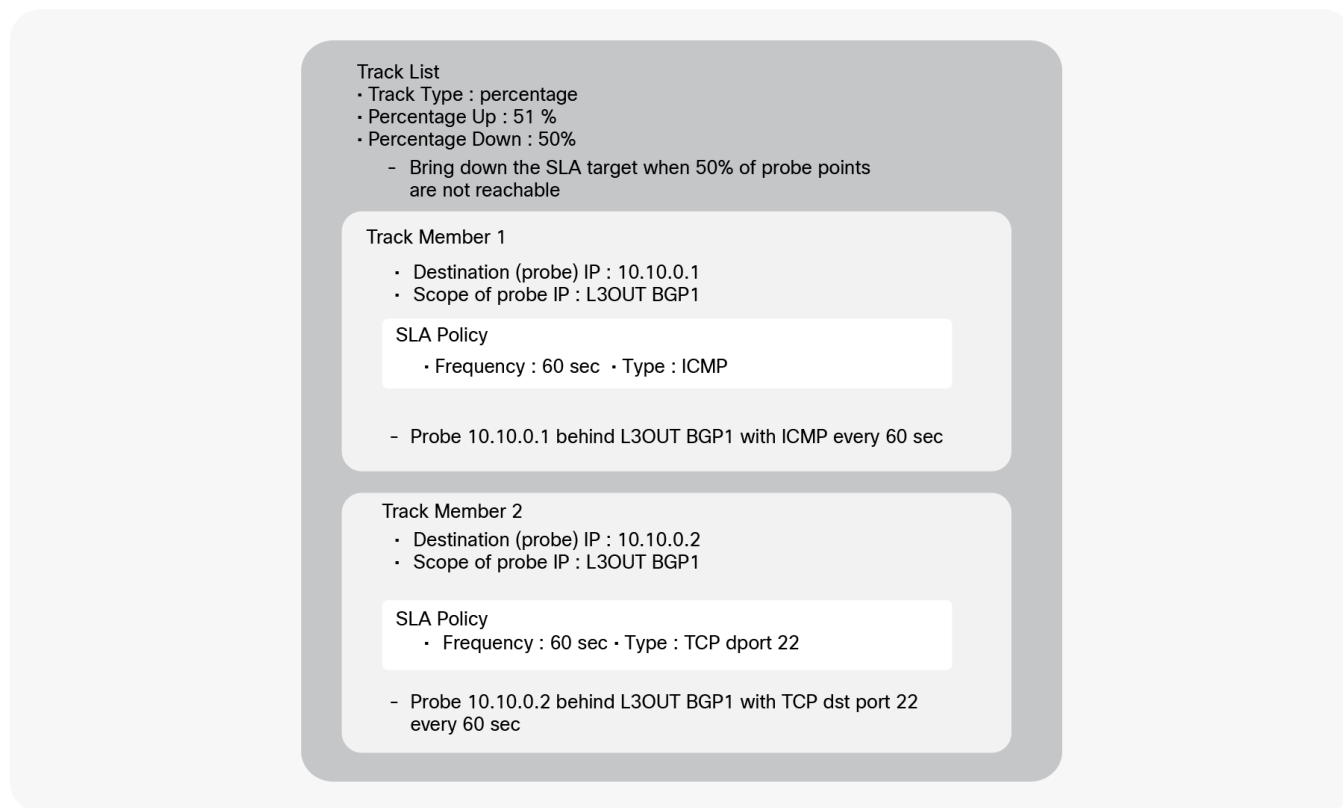 Track List
· Track Type : percentage
· Percentage Up : 51 %
· Percentage Down : 50%
– Bring down the SLA target when 50% of probe points
are not reachable
Track Member 1
· Destination (probe) IP : 10.10.0.1
· Scope of probe IP : L3OUT BGP1
SLA Policy
· Frequency : 60 sec · Type : ICMP
– Probe 10.10.0.1 behind L3OUT BGP1 with ICMP every 60 sec
Track Member 2
· Destination (probe) IP : 10.10.0.2
· Scope of probe IP : L3OUT BGP1
SLA Policy
· Frequency : 60 sec · Type : TCP dport 22
– Probe 10.10.0.2 behind L3OUT BGP1 with TCP dst port 22
every 60 sec